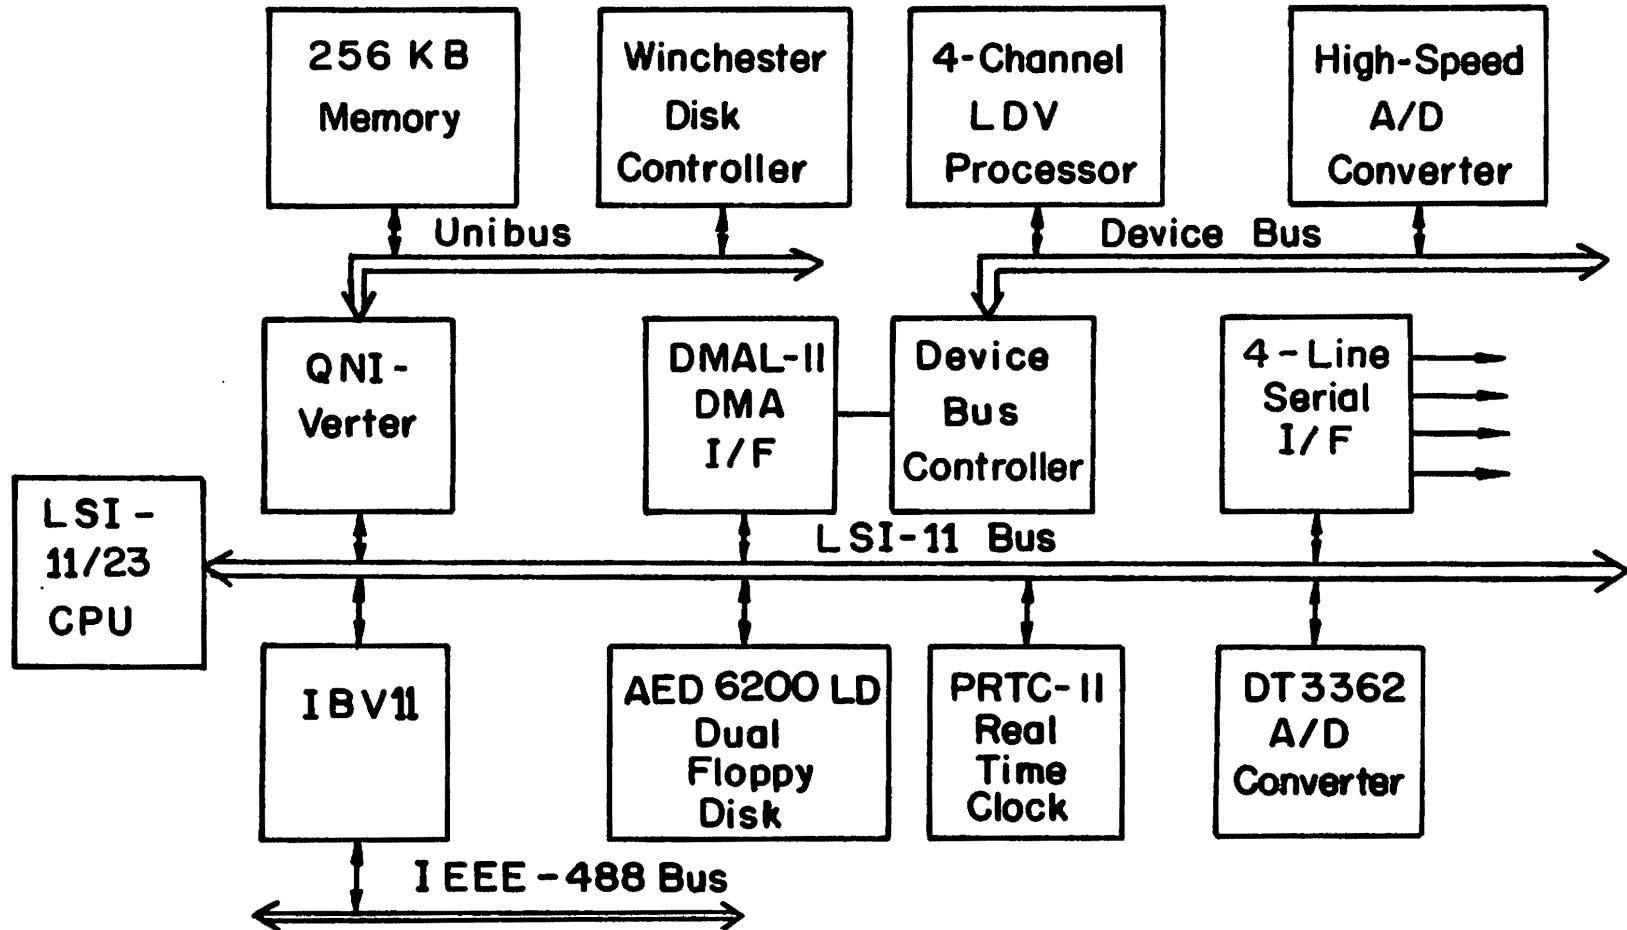 256 KB
Memory
Winchester
Disk
Controller
4-Channel
LDV
Processor
High-Speed
A/D
Converter
Unibus
Device Bus
QNI-
Verter
DMAL-11
DMA
I/F
Device
Bus
Controller
4-Line
Serial
I/F
LSI-
11/23
CPU
LSI-11 Bus
IBV11
AED 6200 LD
Dual
Floppy
Disk
PRTC-11
Real
Time
Clock
DT3362
A/D
Converter
IEEE-488 Bus